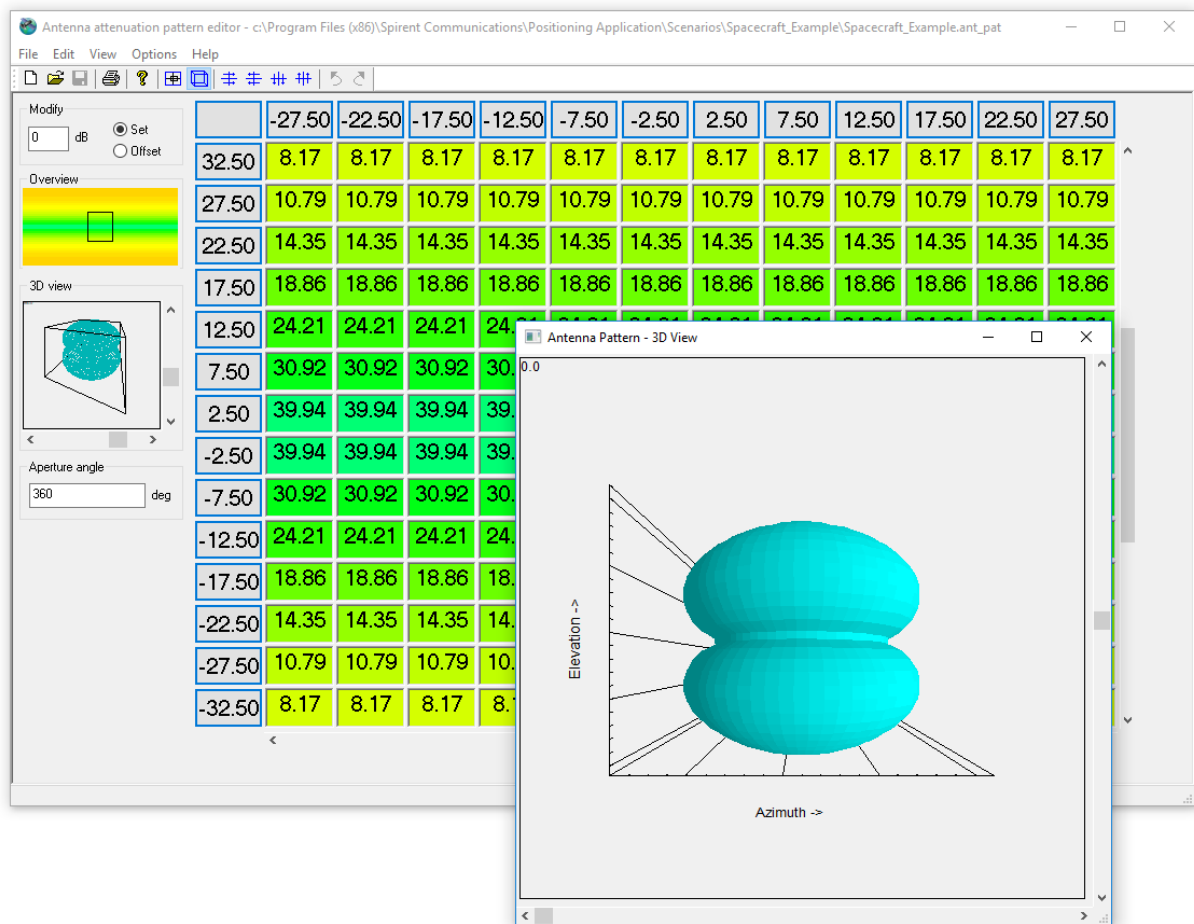 Antenna attenuation pattern editor - c:\Program Files (x86)\Spirent Communications\Positioning Application\Scenarios\Spacecraft_Example\Spacecraft_Example.ant_pat
File Edit View Options Help
Modify
0 dB
Set
Offset
Overview
3D view
Aperture angle
360 deg
-27.50 -22.50 -17.50 -12.50 -7.50 -2.50 2.50 7.50 12.50 17.50 22.50 27.50
32.50 8.17 8.17 8.17 8.17 8.17 8.17 8.17 8.17 8.17 8.17 8.17 8.17
27.50 10.79 10.79 10.79 10.79 10.79 10.79 10.79 10.79 10.79 10.79 10.79 10.79
22.50 14.35 14.35 14.35 14.35 14.35 14.35 14.35 14.35 14.35 14.35 14.35 14.35
17.50 18.86 18.86 18.86 18.86 18.86 18.86 18.86 18.86 18.86 18.86 18.86 18.86
12.50 24.21 24.21 24.21
7.50 30.92 30.92 30.92 30.
2.50 39.94 39.94 39.94 39.
-2.50 39.94 39.94 39.94 39.
-7.50 30.92 30.92 30.92 30.
-12.50 24.21 24.21 24.21 24.
-17.50 18.86 18.86 18.86 18.
-22.50 14.35 14.35 14.35 14.
-27.50 10.79 10.79 10.79 10.
-32.50 8.17 8.17 8.17 8.
Antenna Pattern - 3D View
0.0
Elevation -->
Azimuth ->